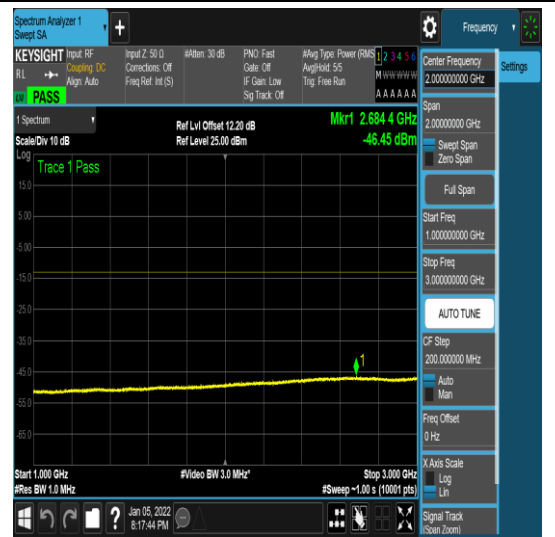 Spectrum Analyzer 1
Swept SA
Frequency
KEYSIGHT
RL
Input: RF
Coupling: DC
Align: Auto
Input Z: 50 Ω
Corrections: Off
Freq Ref: Int (S)
#Atten: 30 dB
PNO: Fast
Gate: Off
IF Gain: Low
Sig Track: Off
#Avg Type: Power (RMS
Avg|Hold: 5/5
Trig: Free Run
1 2 3 4 5 6
M W W W W W
A A A A A A
PASS
1 Spectrum
Scale/Div 10 dB
Ref Lvl Offset 12.20 dB
Ref Level 25.00 dBm
Mkr1 2.684 4 GHz
-46.45 dBm
Log
Trace 1 Pass
15.0
5.00
-5.00
-15.0
-25.0
-35.0
-45.0
-55.0
-65.0
1
Start 1.000 GHz
#Res BW 1.0 MHz
#Video BW 3.0 MHz*
Stop 3.000 GHz
#Sweep ~1.00 s (10001 pts)
Jan 05, 2022
8:17:44 PM
?
Center Frequency
2.000000000 GHz
Settings
Span
2.00000000 GHz
Swept Span
Zero Span
Full Span
Start Freq
1.000000000 GHz
Stop Freq
3.000000000 GHz
AUTO TUNE
CF Step
200.000000 MHz
Auto
Man
Freq Offset
0 Hz
X Axis Scale
Log
Lin
Signal Track
(Span Zoom)